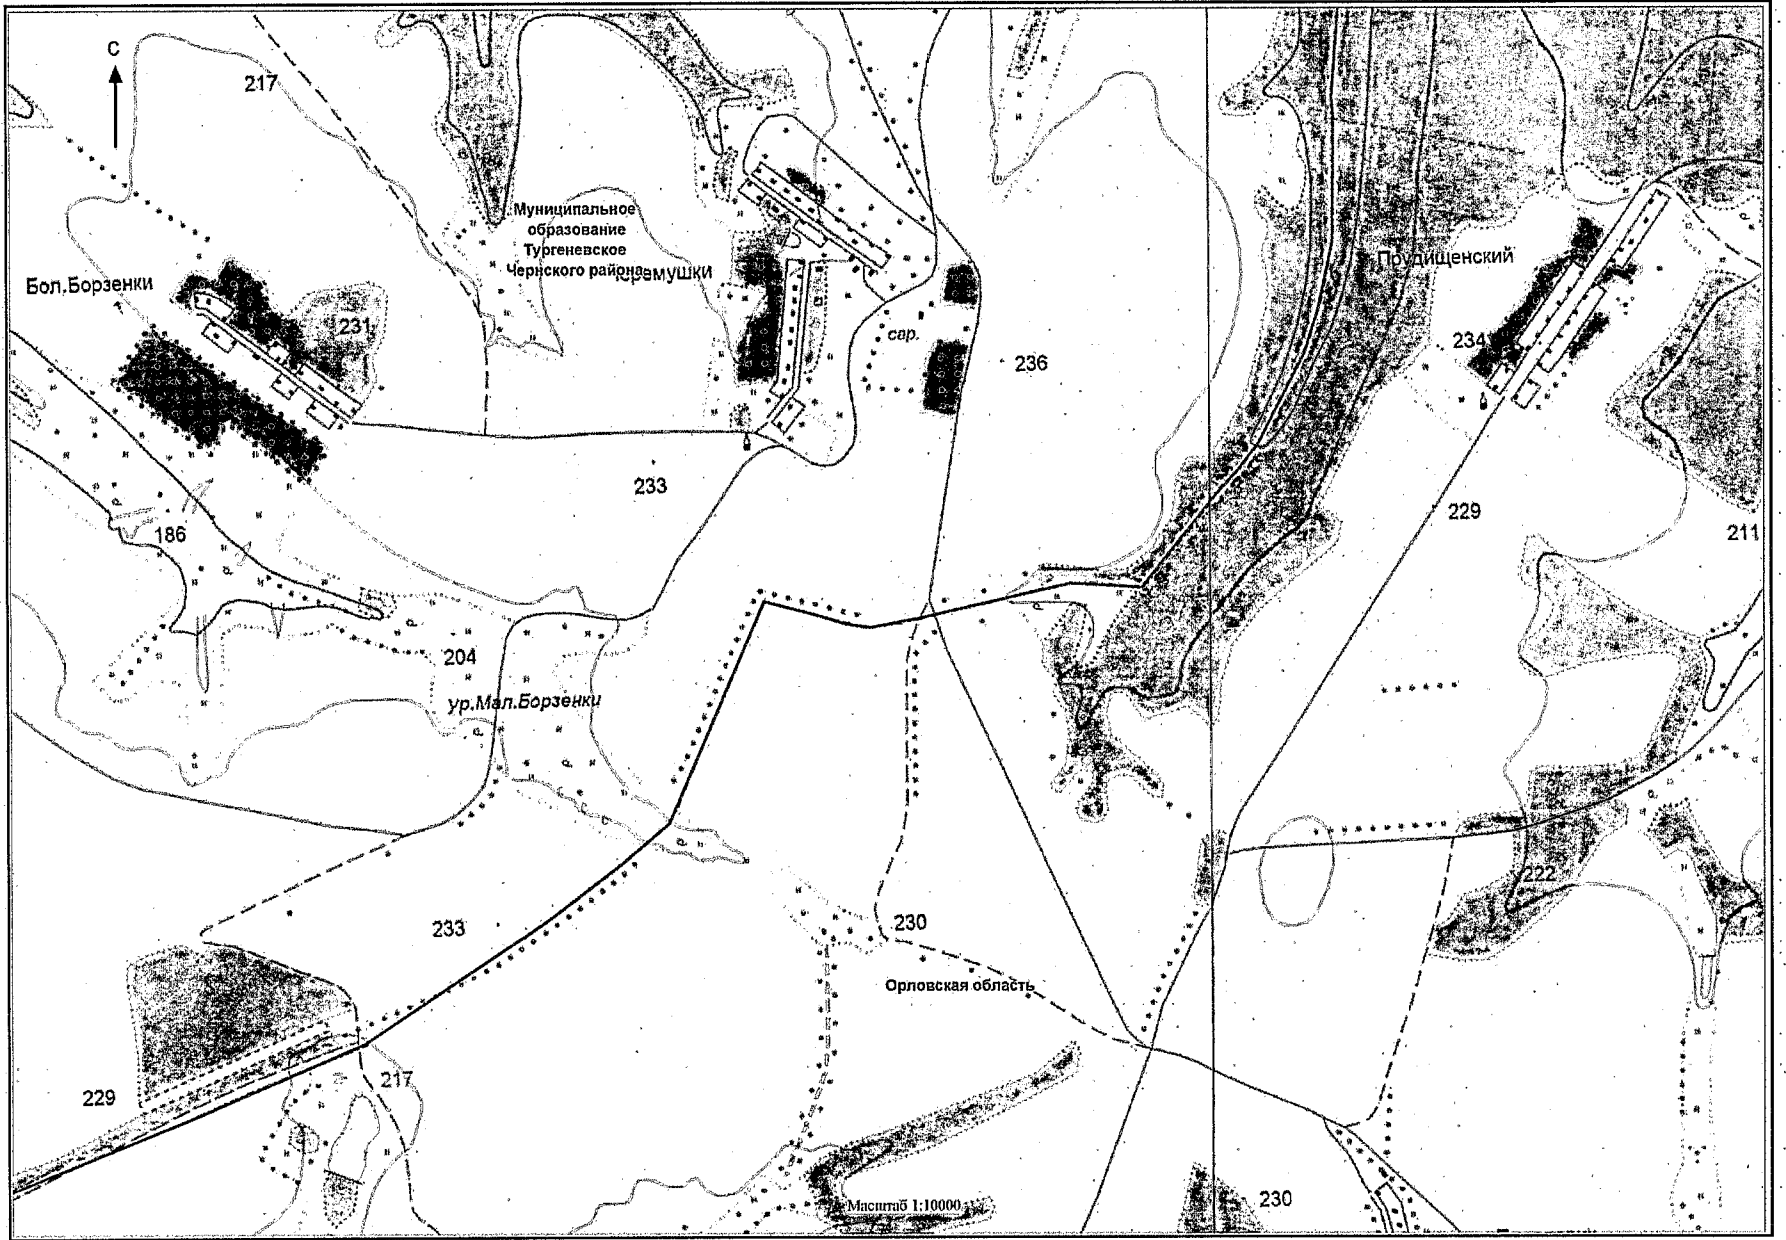 С
217
Муниципальное
образование
Тургеневское
Чернского района
Бол.Борзенки
231
сар.
236
Прудищенский
234
233
229
211
186
204
ур.Мал.Борзенки
222
233
230
Орловская область
217
229
Масштаб 1:10000
230